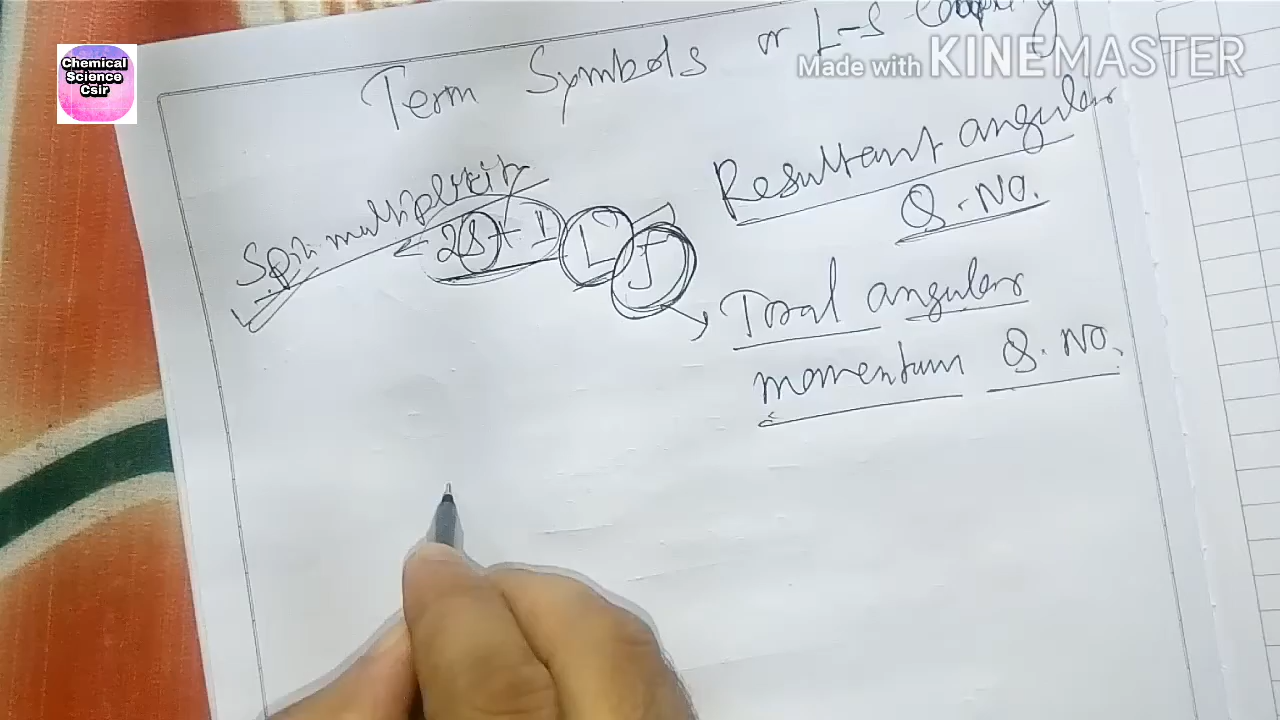 Chemical
Science
Csir
Made with KINEMASTER
Term Symbols or L-S Coupling
Spin multiplicity
2S+1 L J
Resultant angular
Q. No.
Total angular
momentum Q. No.